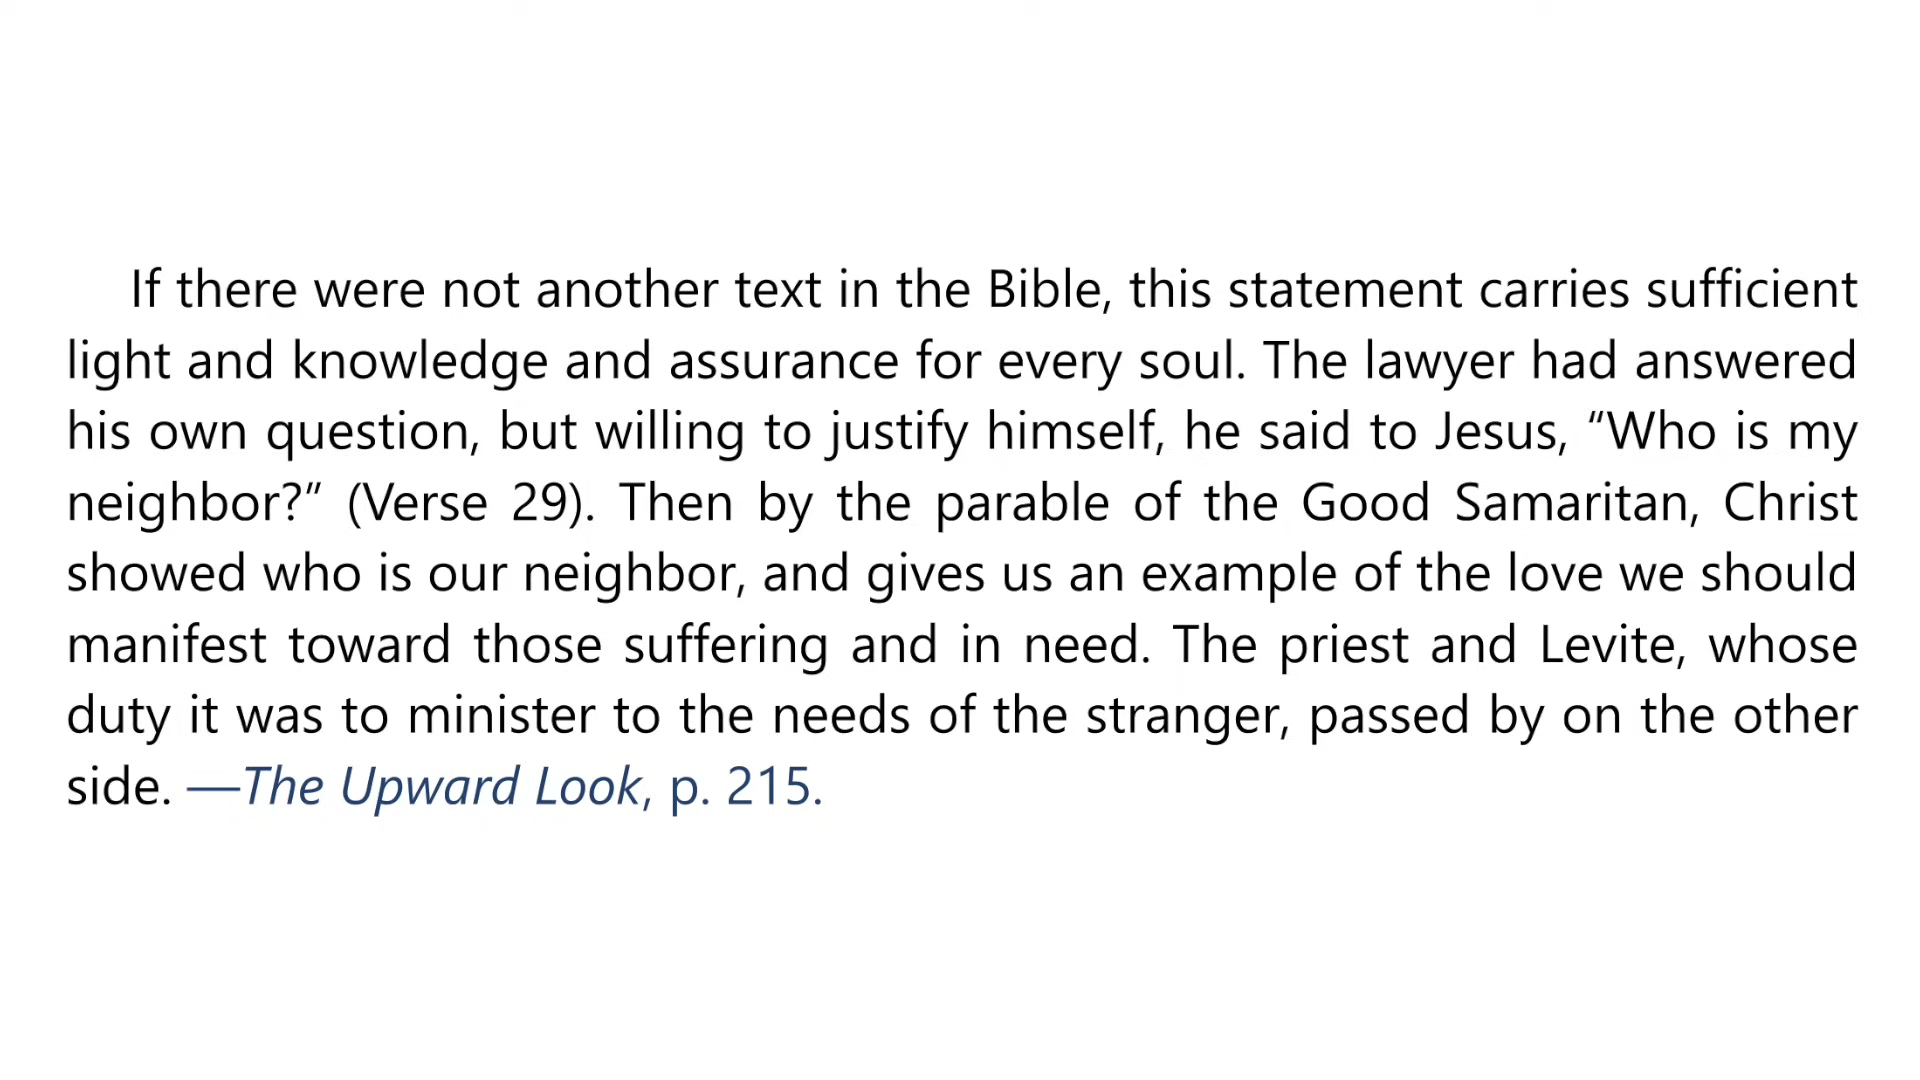 If there were not another text in the Bible, this statement carries sufficient
light and knowledge and assurance for every soul. The lawyer had answered
his own question, but willing to justify himself, he said to Jesus, “Who is my
neighbor?” (Verse 29). Then by the parable of the Good Samaritan, Christ
showed who is our neighbor, and gives us an example of the love we should
manifest toward those suffering and in need. The priest and Levite, whose
duty it was to minister to the needs of the stranger, passed by on the other
side. —The Upward Look, p. 215.